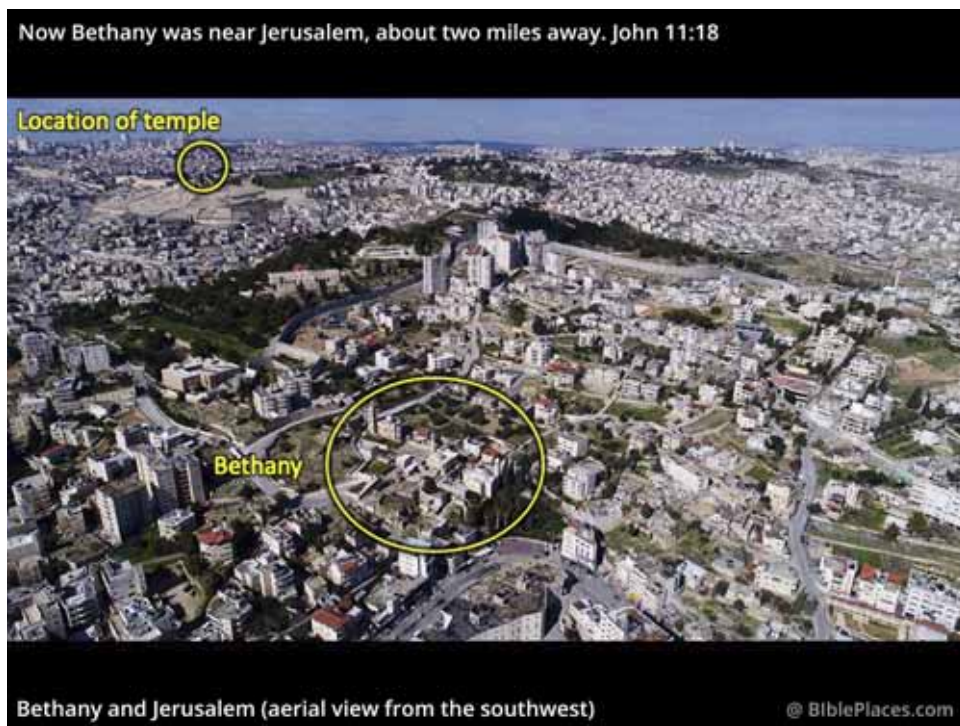 Now Bethany was near Jerusalem, about two miles away. John 11:18
Location of temple
Bethany
Bethany and Jerusalem (aerial view from the southwest)
@ BiblePlaces.com